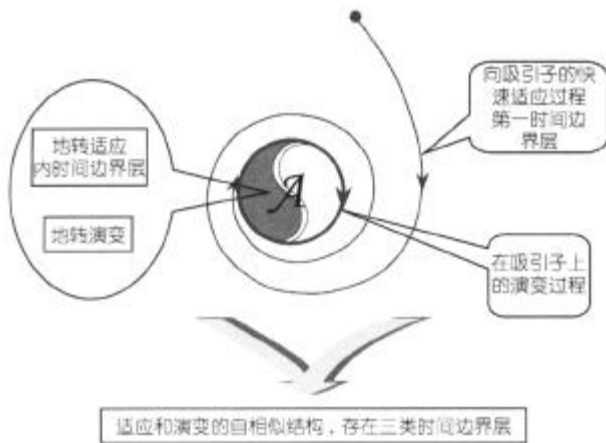 向吸引子的快
速适应过程
第一时间边
界层
地转适应
内时间边界层
地转演变
A
在吸引子上
的演变过程
适应和演变的自相似结构，存在三类时间边界层